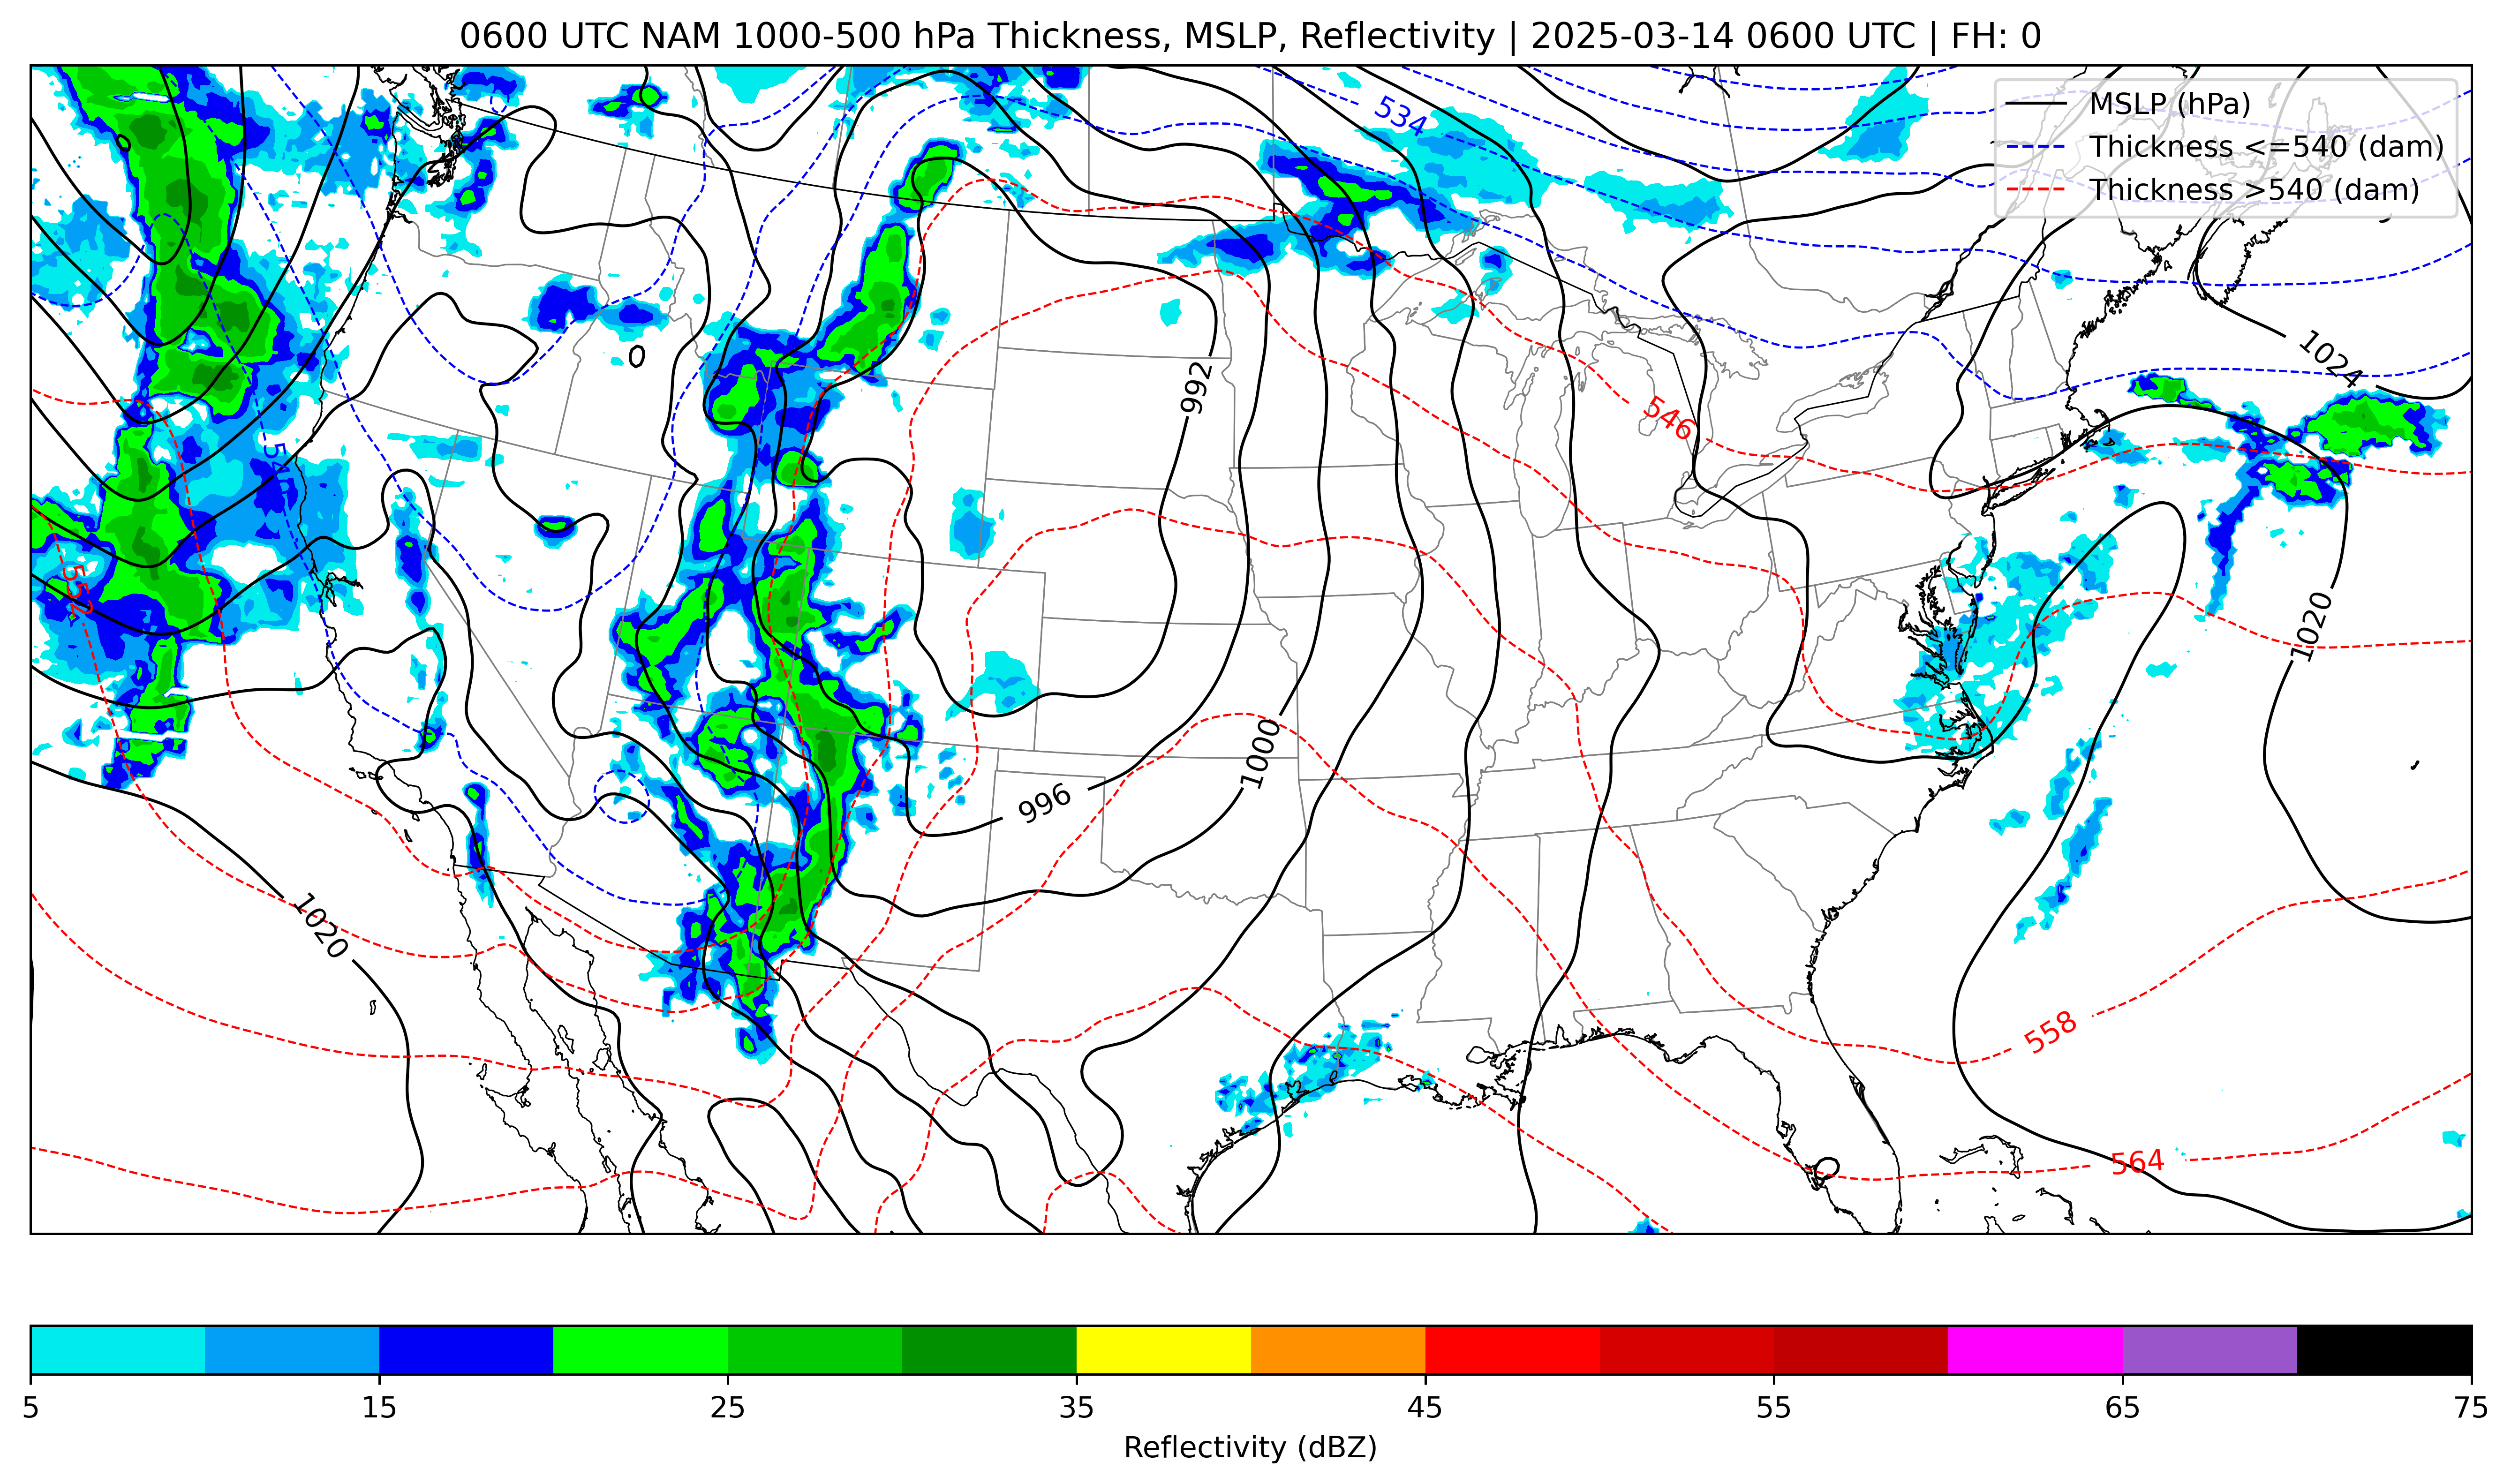 0600 UTC NAM 1000-500 hPa Thickness, MSLP, Reflectivity | 2025-03-14 0600 UTC | FH: 0
MSLP (hPa)
Thickness <=540 (dam)
Thickness >540 (dam)
534
1024
992
546
552
1020
1000
996
1020
558
564
5 15 25 35 45 55 65 75
Reflectivity (dBZ)